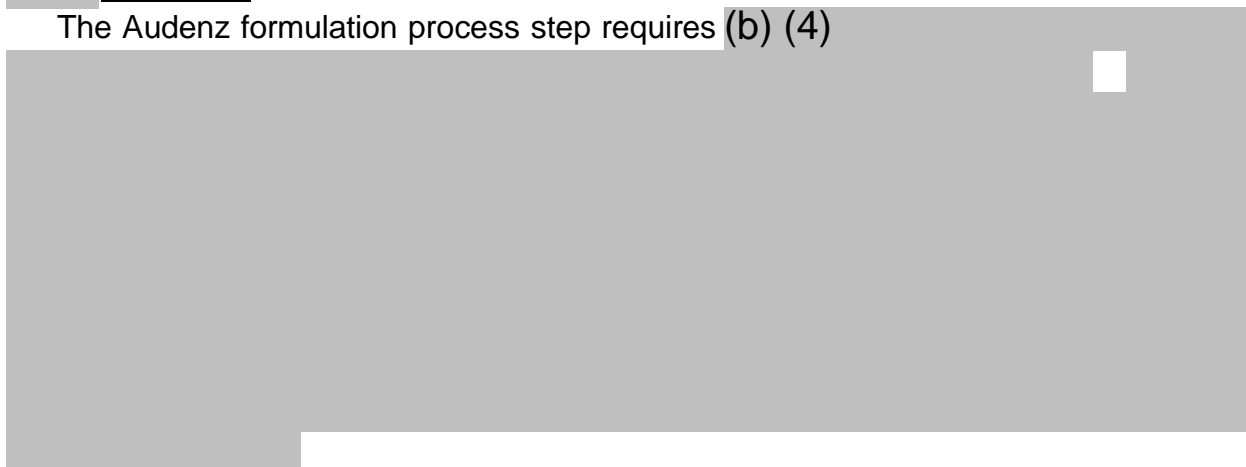 The Audenz formulation process step requires (b) (4)